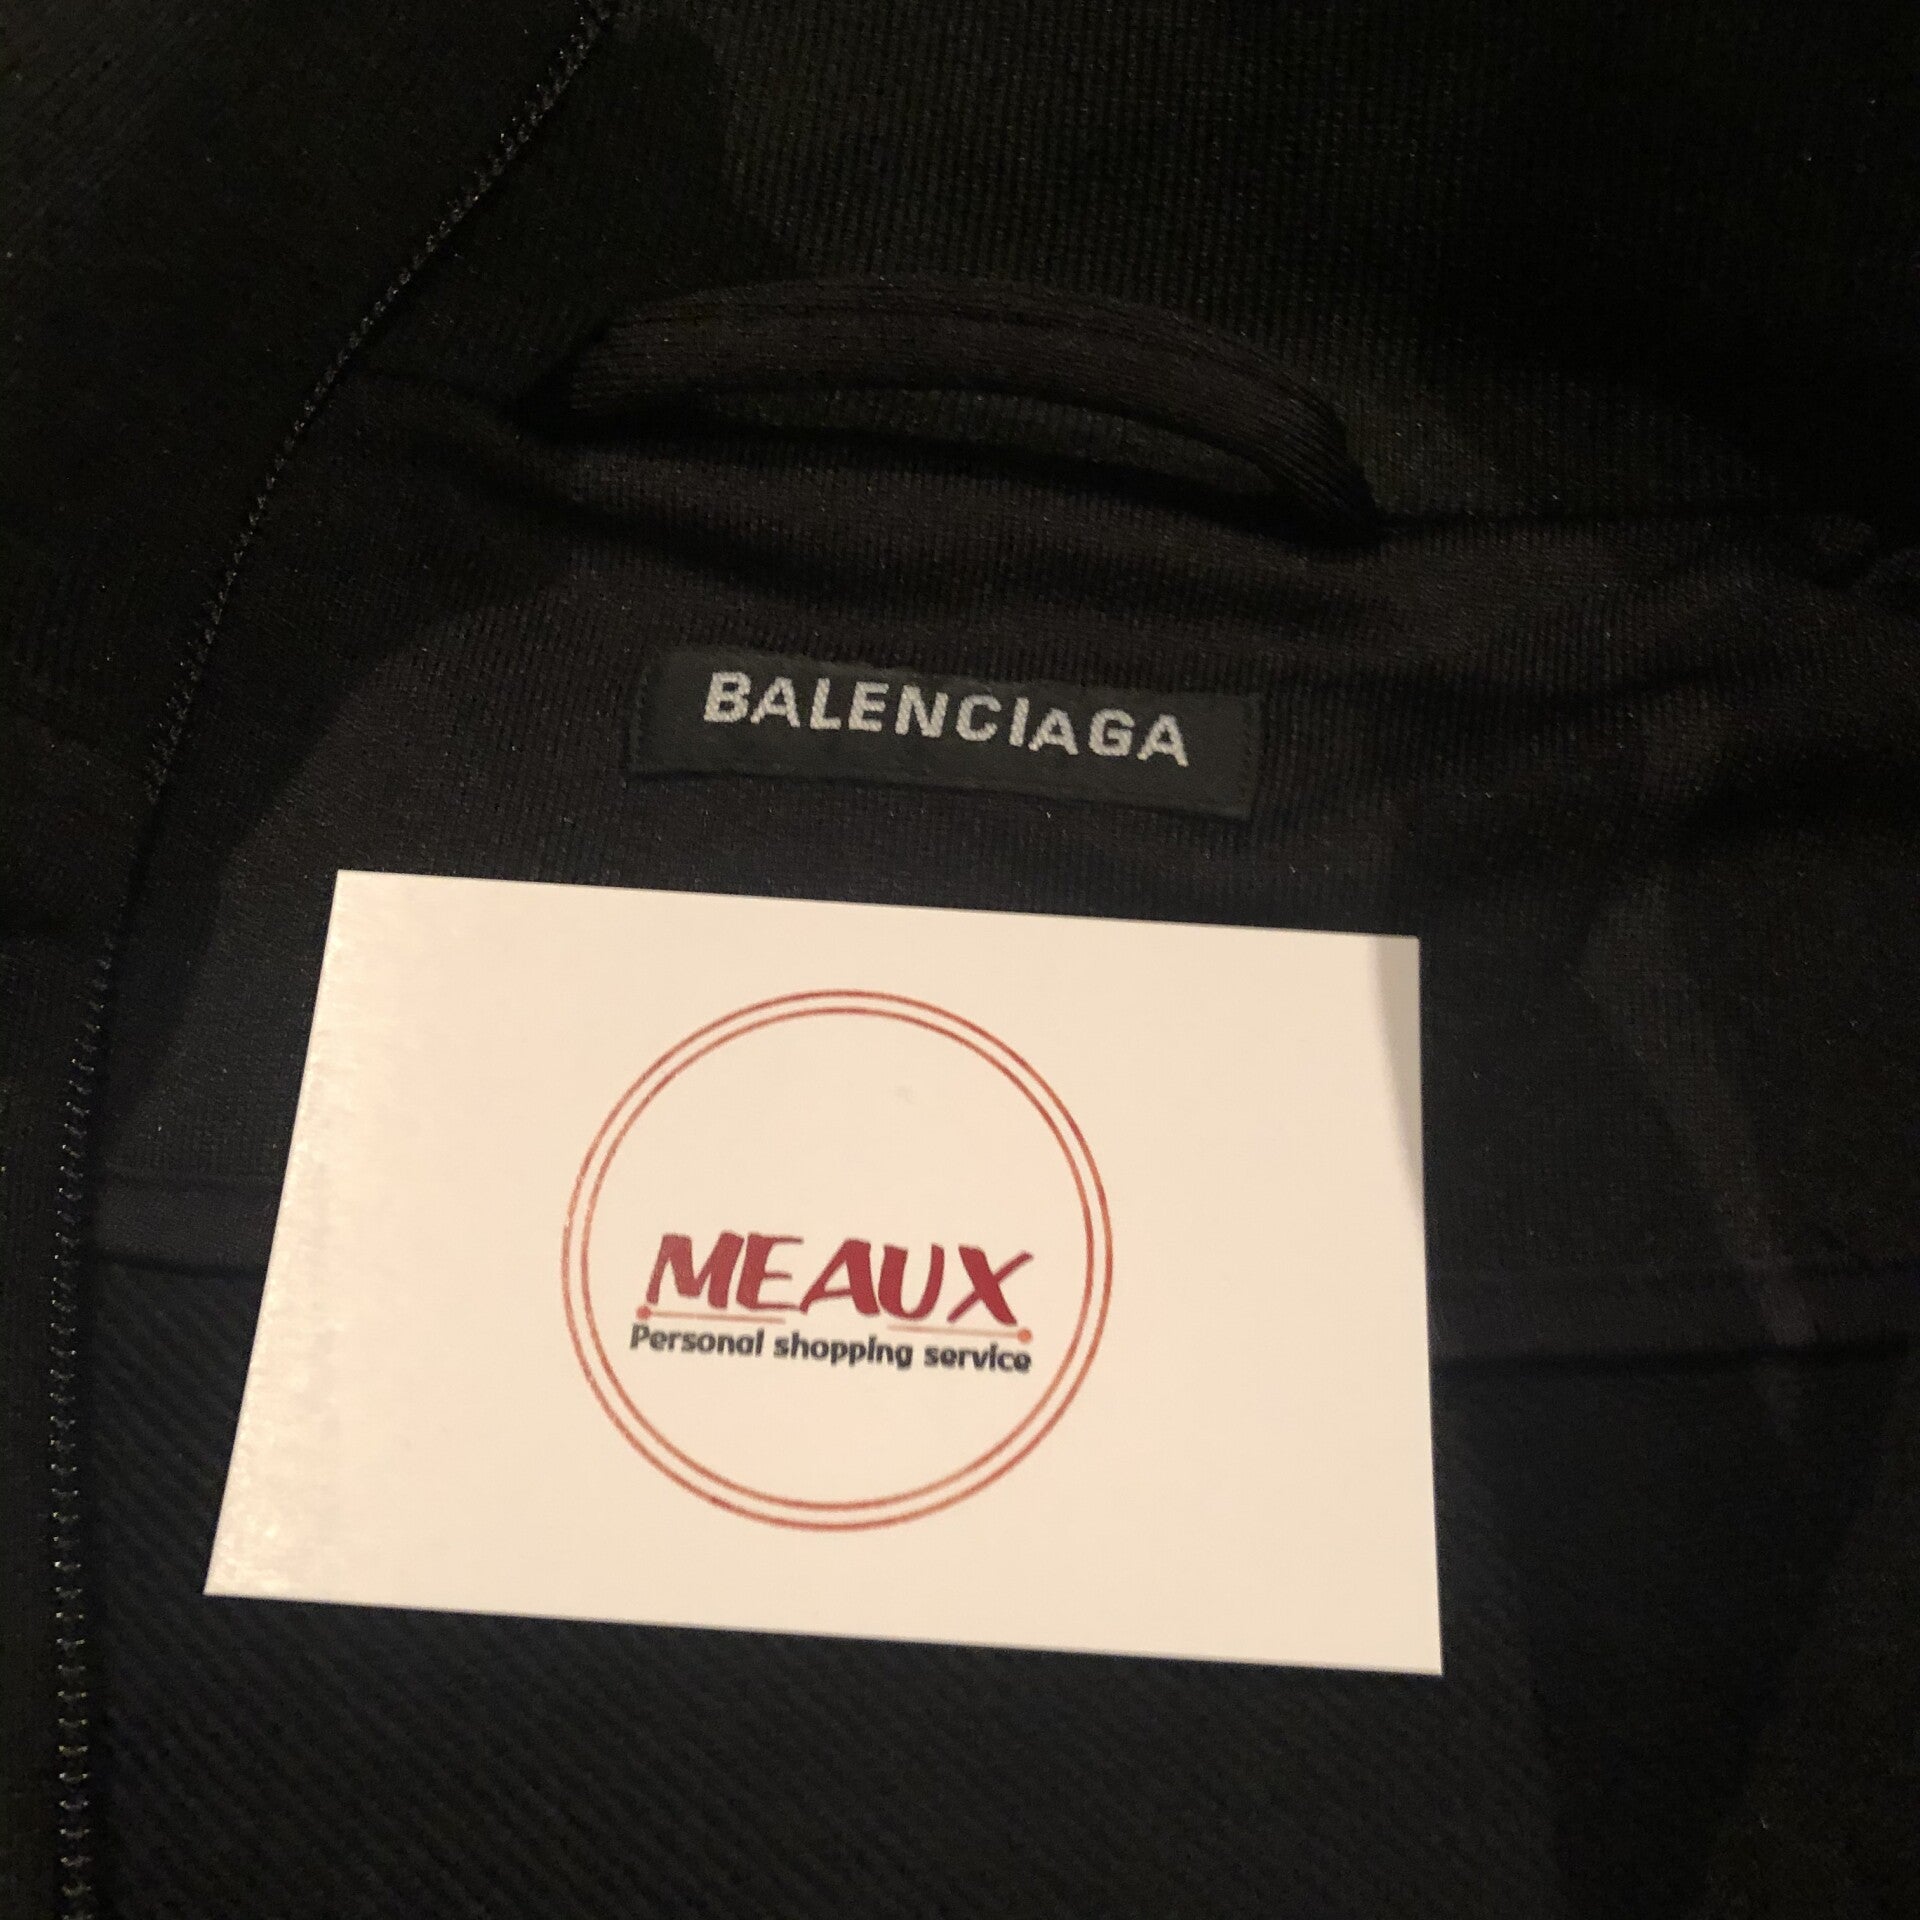 BALENCIAGA
MEAUX
Personal shopping service